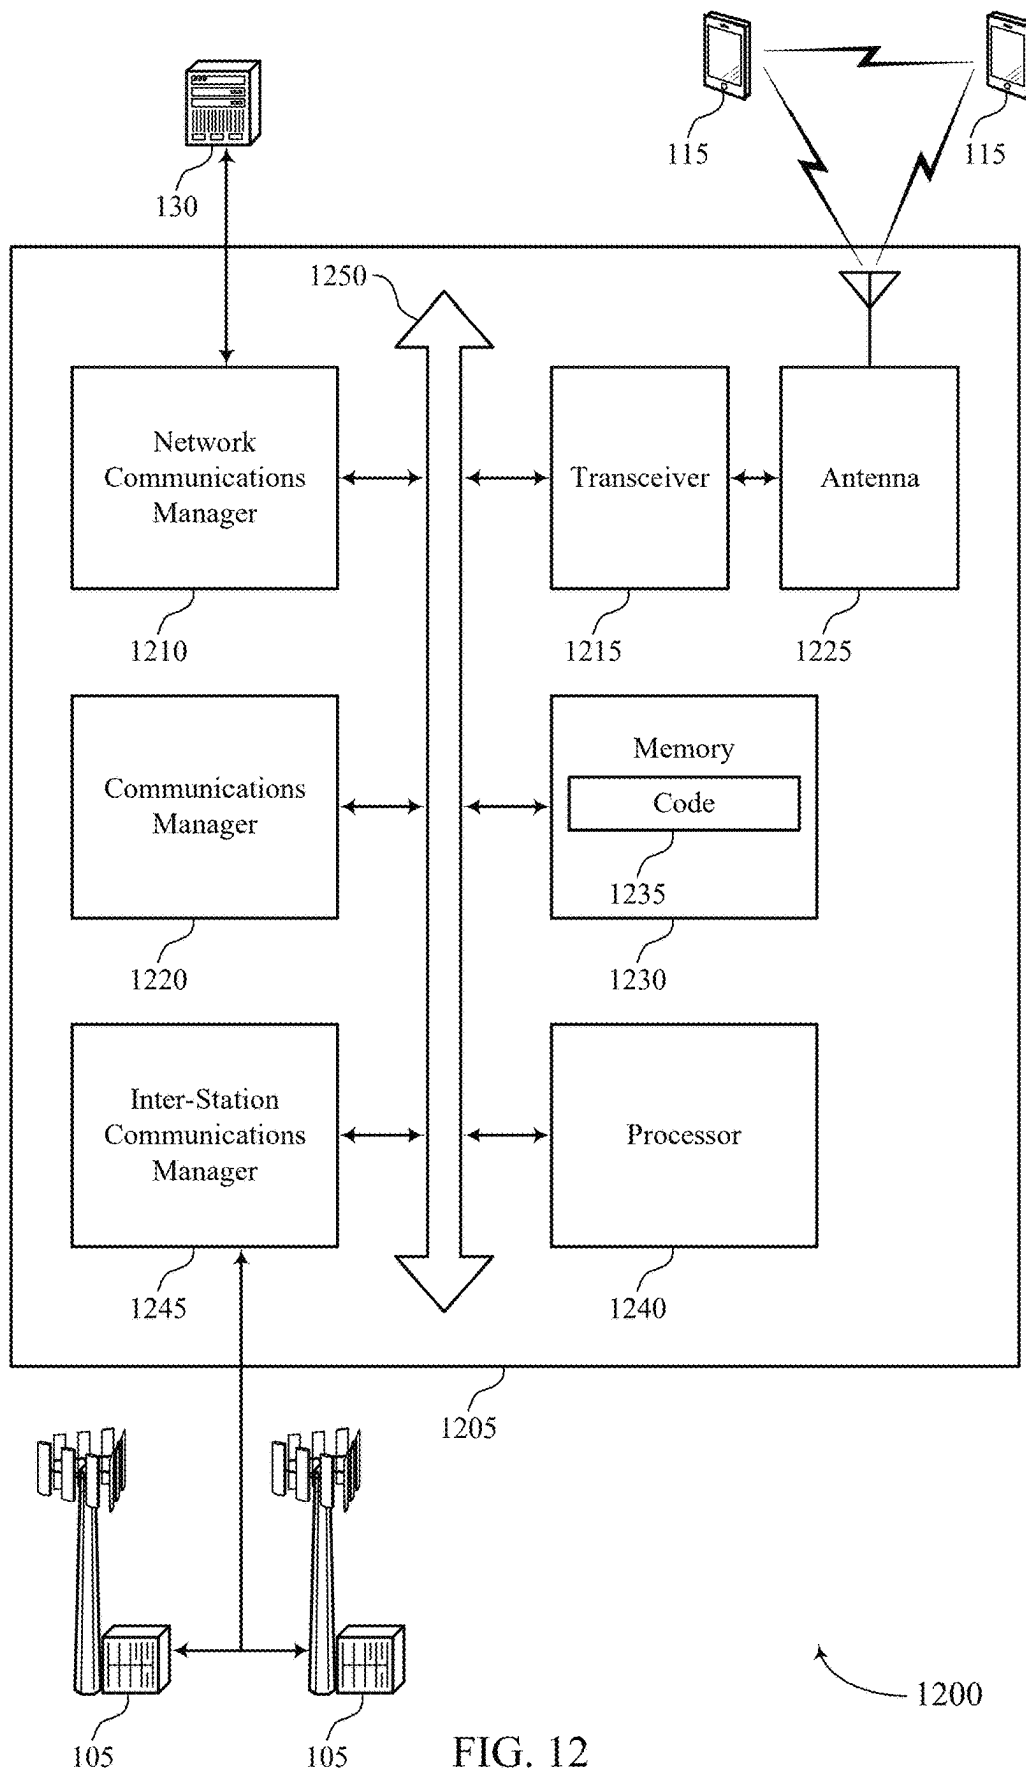 115
115
130
1250
Network
Communications
Manager
Transceiver
Antenna
1210
1215
1225
Communications
Manager
Memory
Code
1235
1220
1230
Inter-Station
Communications
Manager
Processor
1245
1240
1205
1200
105
105
FIG. 12